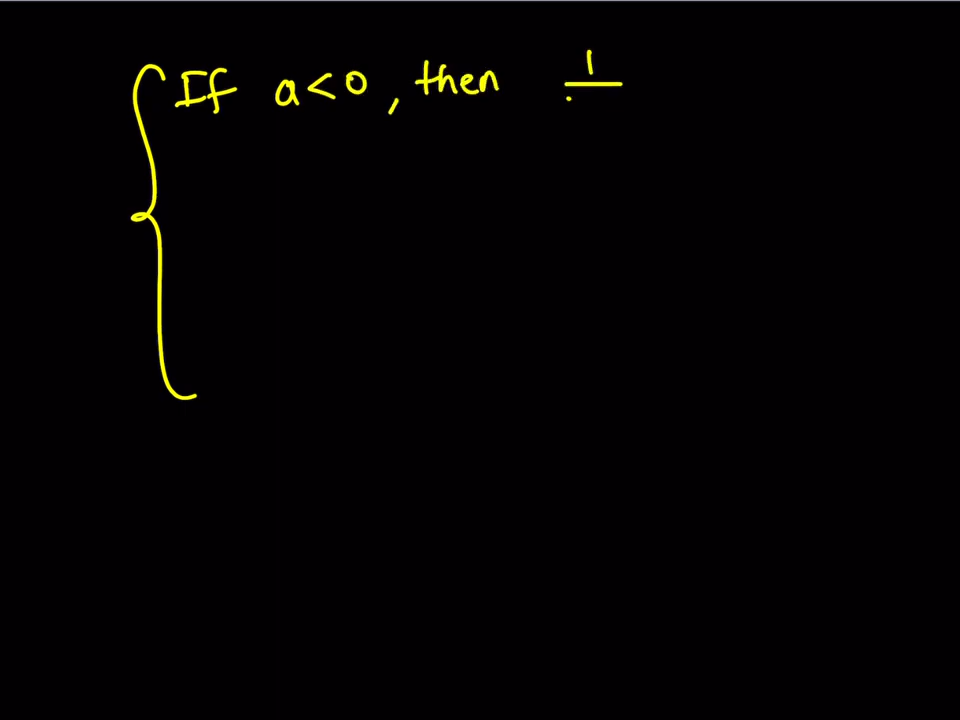 If a<0, then 1/